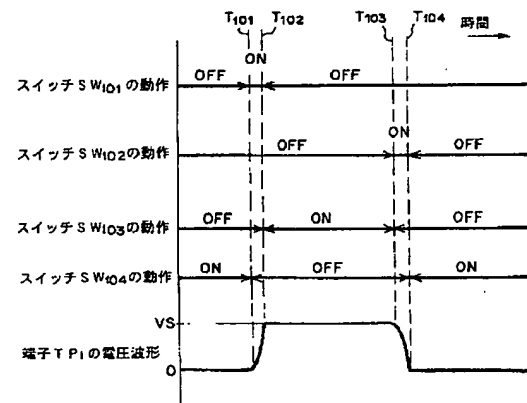 T101 T102 T103 T104 時間
ON
スイッチSW101の動作 OFF OFF
ON
スイッチSW102の動作 OFF OFF
スイッチSW103の動作 OFF ON OFF
スイッチSW104の動作 ON OFF ON
VS
端子TPiの電圧波形
0